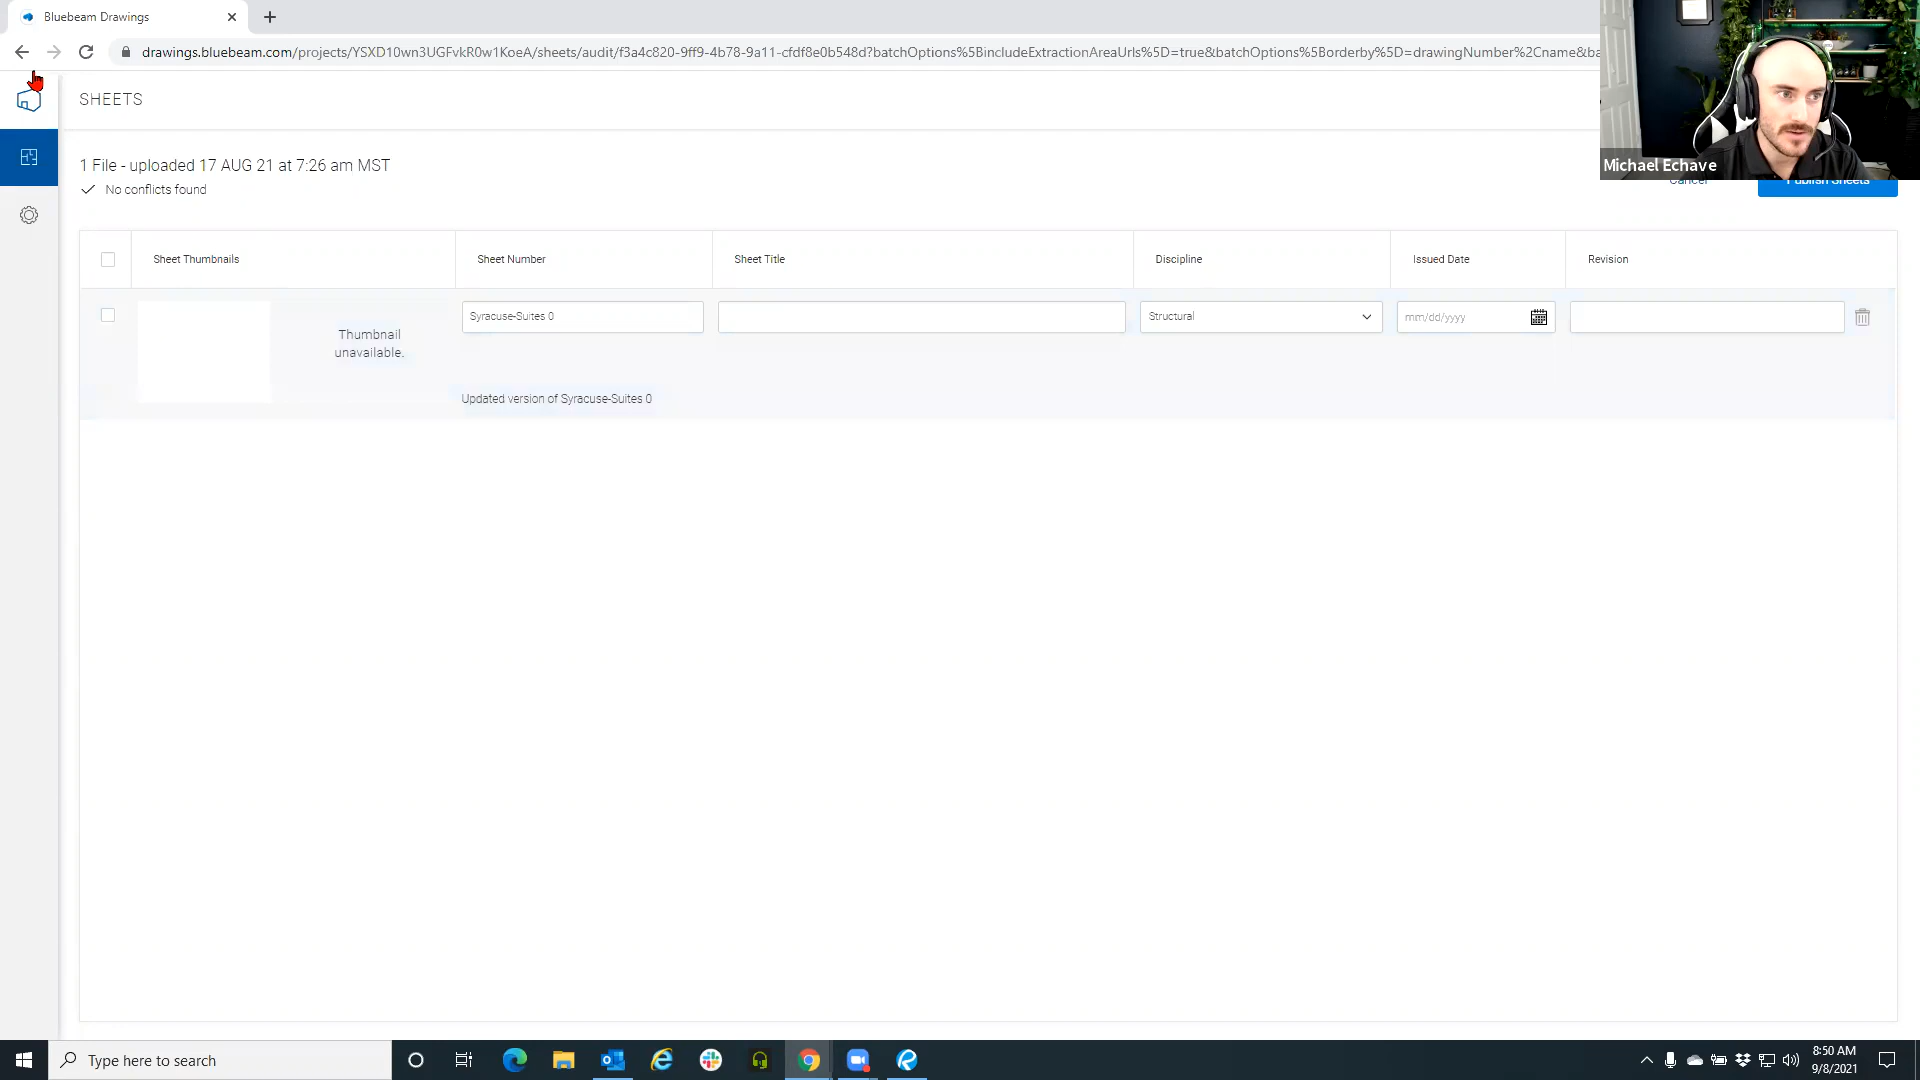 Bluebeam Drawings
drawings.bluebeam.com/projects/YSXD10wn3UGFvkR0w1KoeA/sheets/audit/f3a4c820-9ff9-4b78-9a11-cfdf8e0b548d?batchOptions%5BincludeExtractionAreaUrls%5D=true&batchOptions%5Borderby%5D=drawingNumber%2Cname&ba
SHEETS
1 File - uploaded 17 AUG 21 at 7:26 am MST
No conflicts found
Michael Echave
Cancel
Publish Sheets
Sheet Thumbnails Sheet Number Sheet Title Discipline Issued Date Revision
Syracuse-Suites 0 Structural mm/dd/yyyy
Thumbnail
unavailable.
Updated version of Syracuse-Suites 0
Type here to search
8:50 AM
9/8/2021